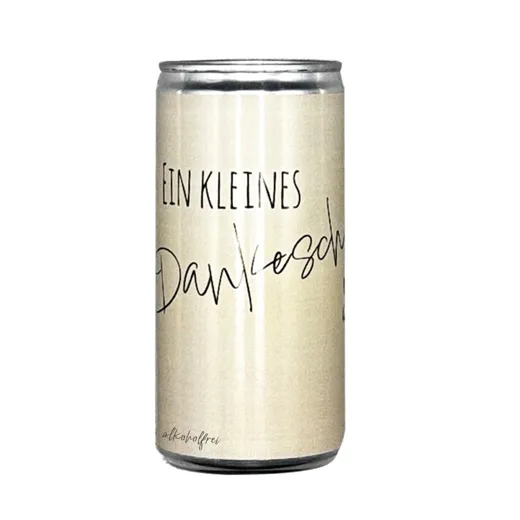 EIN KLEINES
Dankesch
alkoholfrei